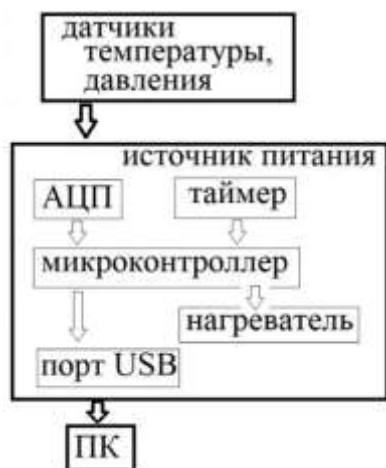 датчики
температуры,
давления
источник питания
АЦП
таймер
микроконтроллер
нагреватель
порт USB
ПК